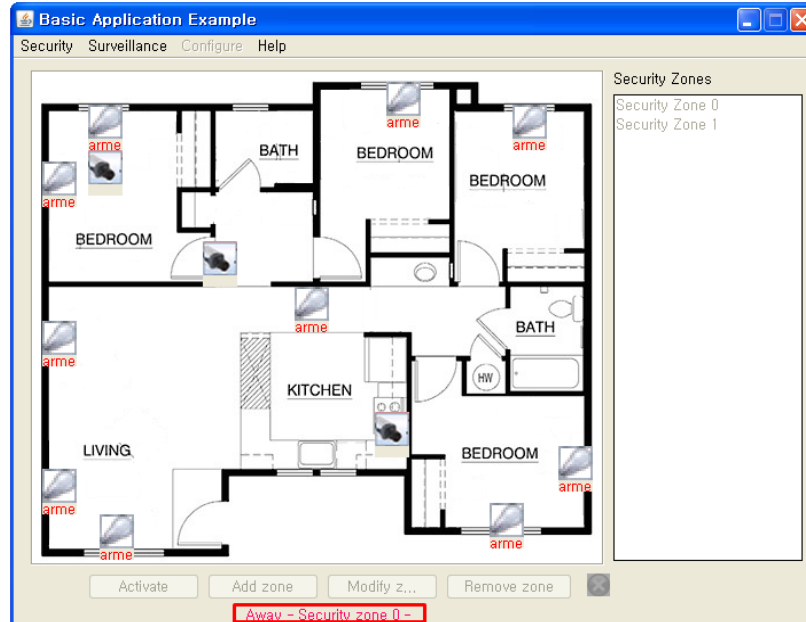 Basic Application Example
Security Surveillance Configure Help
Security Zones
Security Zone 0
Security Zone 1
arme
arme
arme
BATH
BEDROOM
BEDROOM
arme
BEDROOM
arme
arme
BATH
HW
KITCHEN
LIVING
BEDROOM
arme
arme
arme
arme
Activate Add zone Modify z... Remove zone
Away - Security zone 0 -